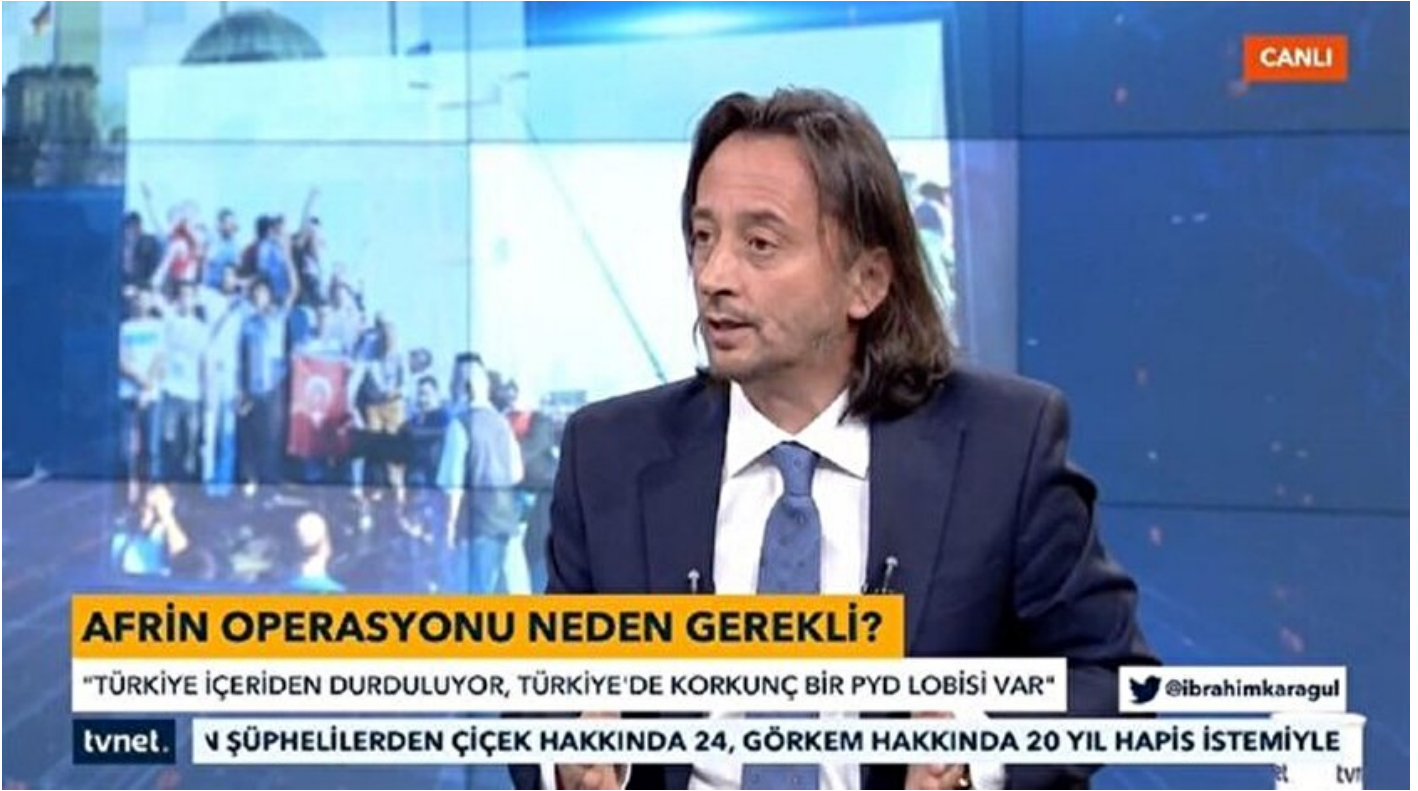 CANLI
AFRİN OPERASYONU NEDEN GEREKLİ?
"TÜRKİYE İÇERİDEN DURDULUYOR, TÜRKİYE'DE KORKUNÇ BİR PYD LOBİSİ VAR"
@ibrahimkaragul
tvnet.
N ŞÜPHELİLERDEN ÇİÇEK HAKKINDA 24, GÖRKEM HAKKINDA 20 YIL HAPİS İSTEMİYLE